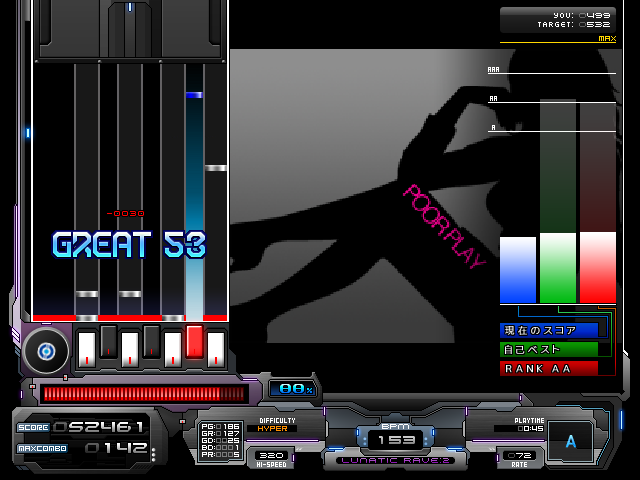 YOU: 0499
TARGET: 0532
MAX
AAA
AA
A
-0030
GREAT 53
POOR PLAY
現在のスコア
自己ベスト
RANK AA
88%
SCORE 052461
MAXCOMBO 0142
PG:0186
GR:0127
GD:0025
BD:0001
PR:0005
DIFFICULTY
HYPER
320
HI-SPEED
BPM
153
LUNATIC RAVE:2
PLAYTIME
00:45
072
RATE
A